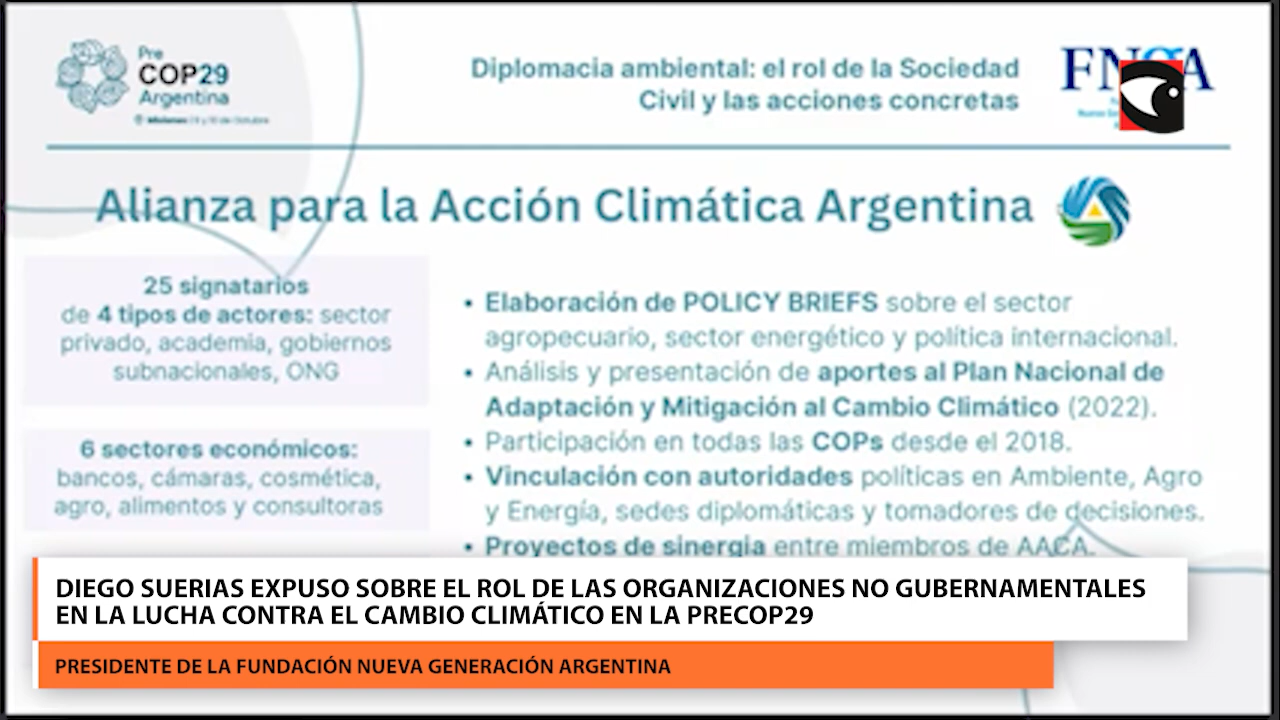 Pre
COP29
Argentina
Diplomacia ambiental: el rol de la Sociedad
Civil y las acciones concretas
Alianza para la Acción Climática Argentina
25 signatarios
de 4 tipos de actores: sector
privado, academia, gobiernos
subnacionales, ONG
6 sectores económicos:
bancos, cámaras, cosmética,
agro, alimentos y consultoras
• Elaboración de POLICY BRIEFS sobre el sector
agropecuario, sector energético y política internacional.
• Análisis y presentación de aportes al Plan Nacional de
Adaptación y Mitigación al Cambio Climático (2022).
• Participación en todas las COPs desde el 2018.
• Vinculación con autoridades políticas en Ambiente, Agro
y Energía, sedes diplomáticas y tomadores de decisiones.
• Proyectos de sinergia entre miembros de AACA.
DIEGO SUERIAS EXPUSO SOBRE EL ROL DE LAS ORGANIZACIONES NO GUBERNAMENTALES
EN LA LUCHA CONTRA EL CAMBIO CLIMÁTICO EN LA PRECOP29
PRESIDENTE DE LA FUNDACIÓN NUEVA GENERACIÓN ARGENTINA